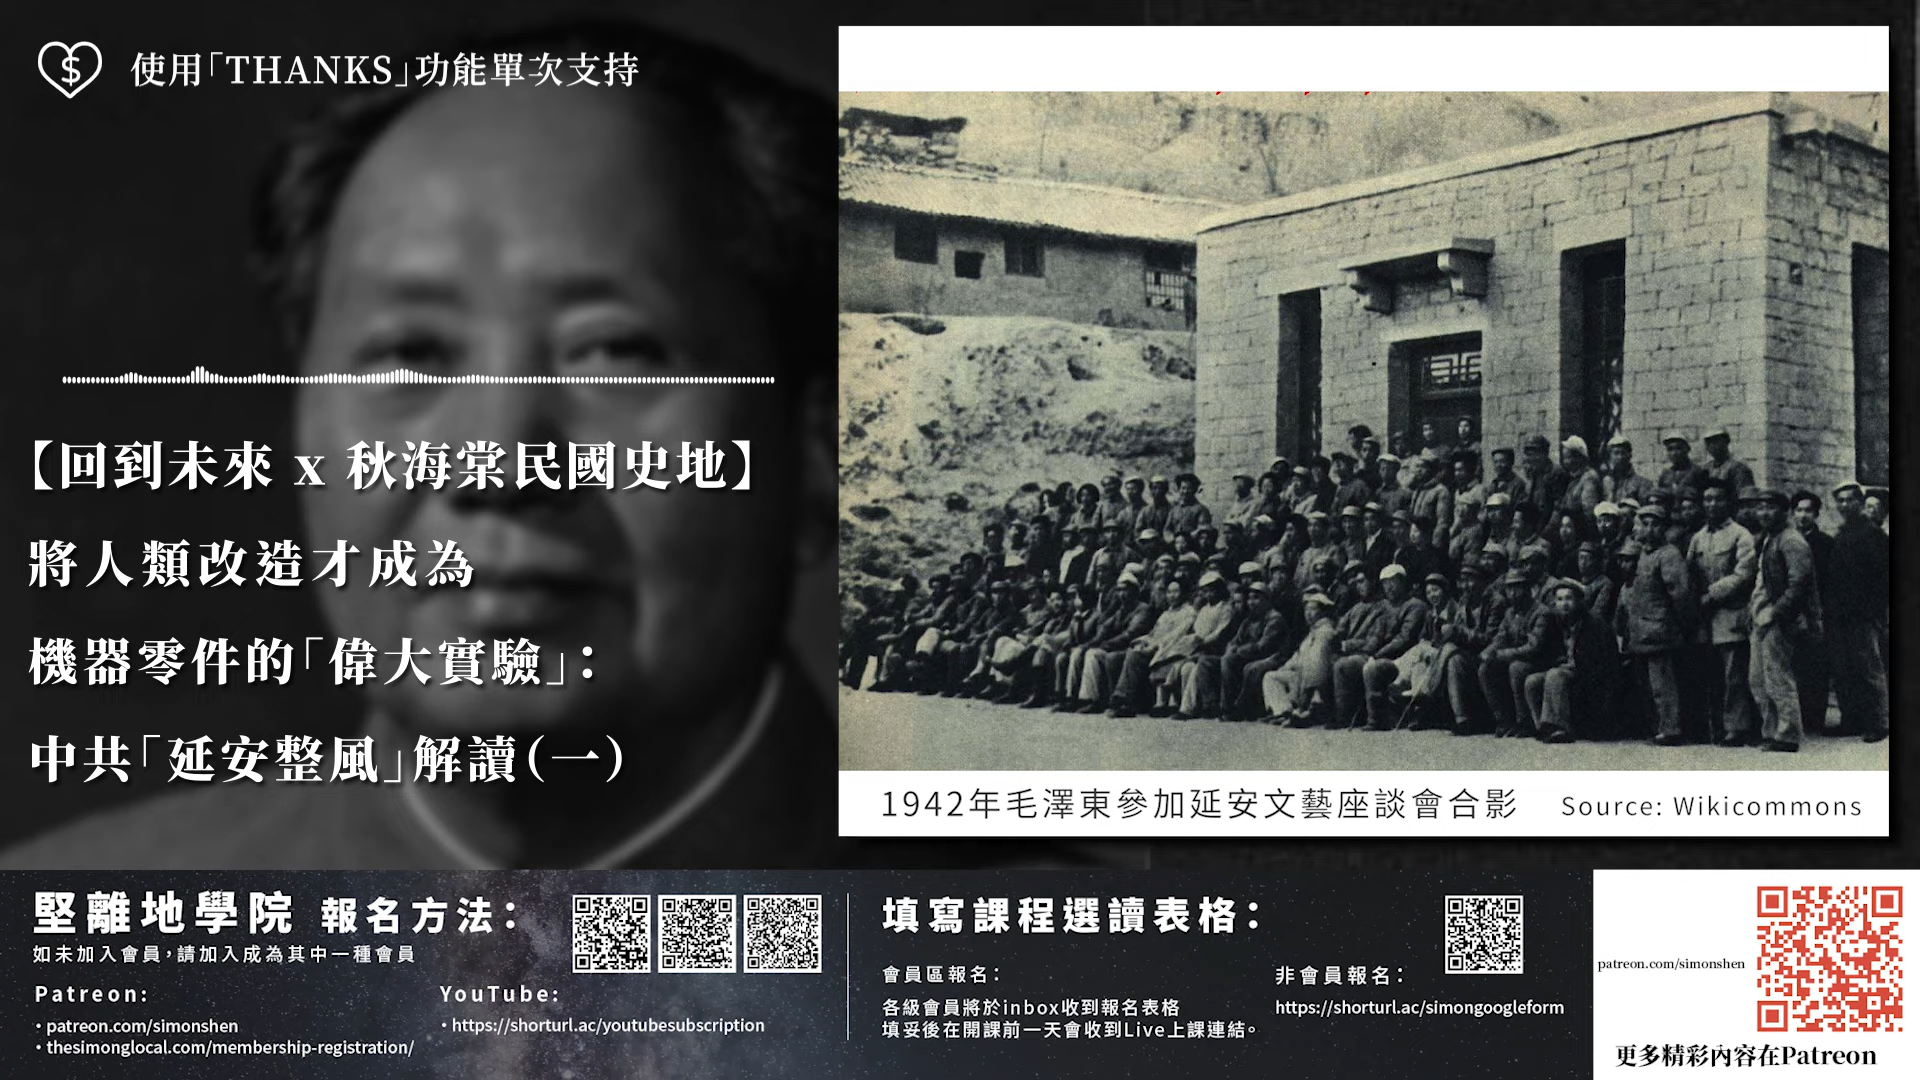 使用「THANKS」功能單次支持
【回到未來 x 秋海棠民國史地】
將人類改造才成為
機器零件的「偉大實驗」：
中共「延安整風」解讀(一)
1942年毛澤東參加延安文藝座談會合影 Source: Wikicommons
堅離地學院 報名方法：
如未加入會員，請加入成為其中一種會員
Patreon:
• patreon.com/simonshen
• thesimonglocal.com/membership-registration/
YouTube:
• https://shorturl.ac/youtubesubscription
填寫課程選讀表格：
會員區報名：
各級會員將於inbox收到報名表格
填妥後在開課前一天會收到Live上課連結。
非會員報名：
https://shorturl.ac/simongoogleform
patreon.com/simonshen
更多精彩內容在Patreon